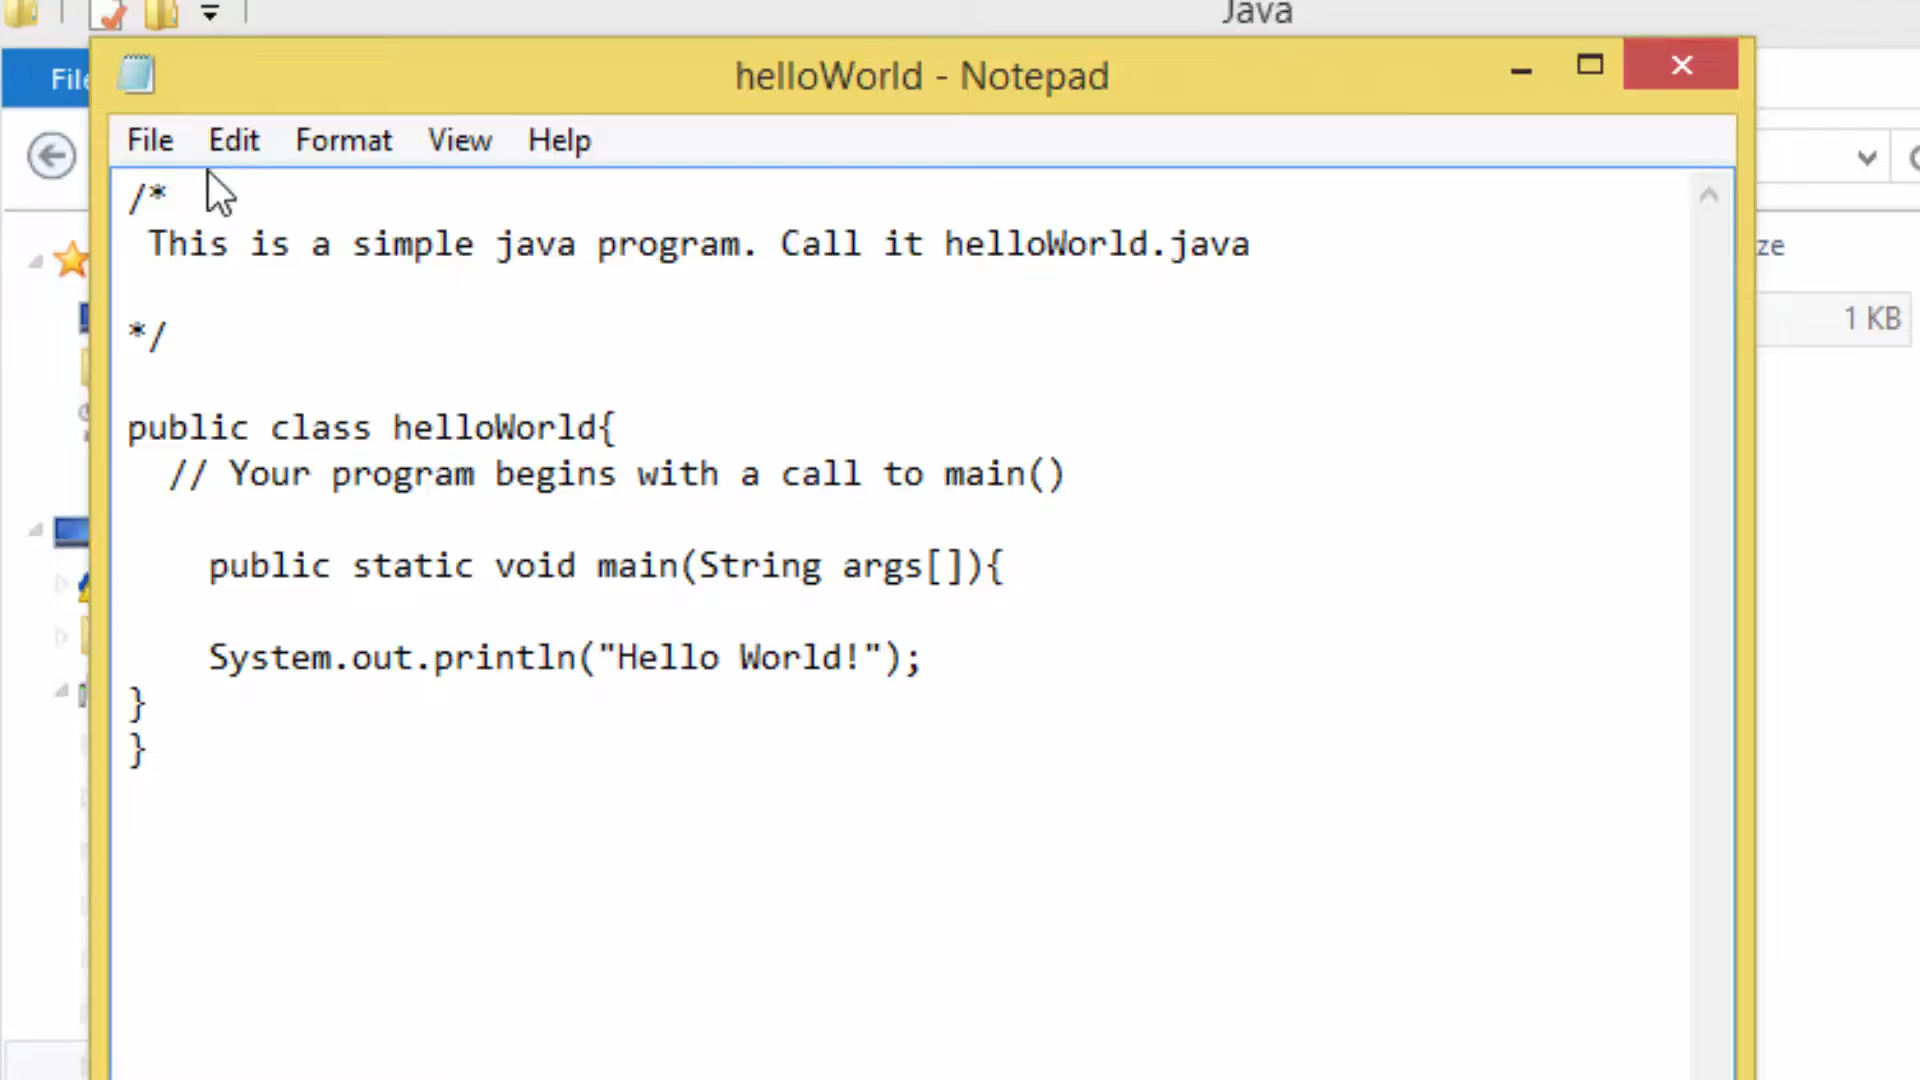 Java
helloWorld - Notepad
File
File Edit Format View Help
/*
This is a simple java program. Call it helloWorld.java
*/
public class helloWorld{
// Your program begins with a call to main()
public static void main(String args[]){
System.out.println("Hello World!");
}
}
1 KB